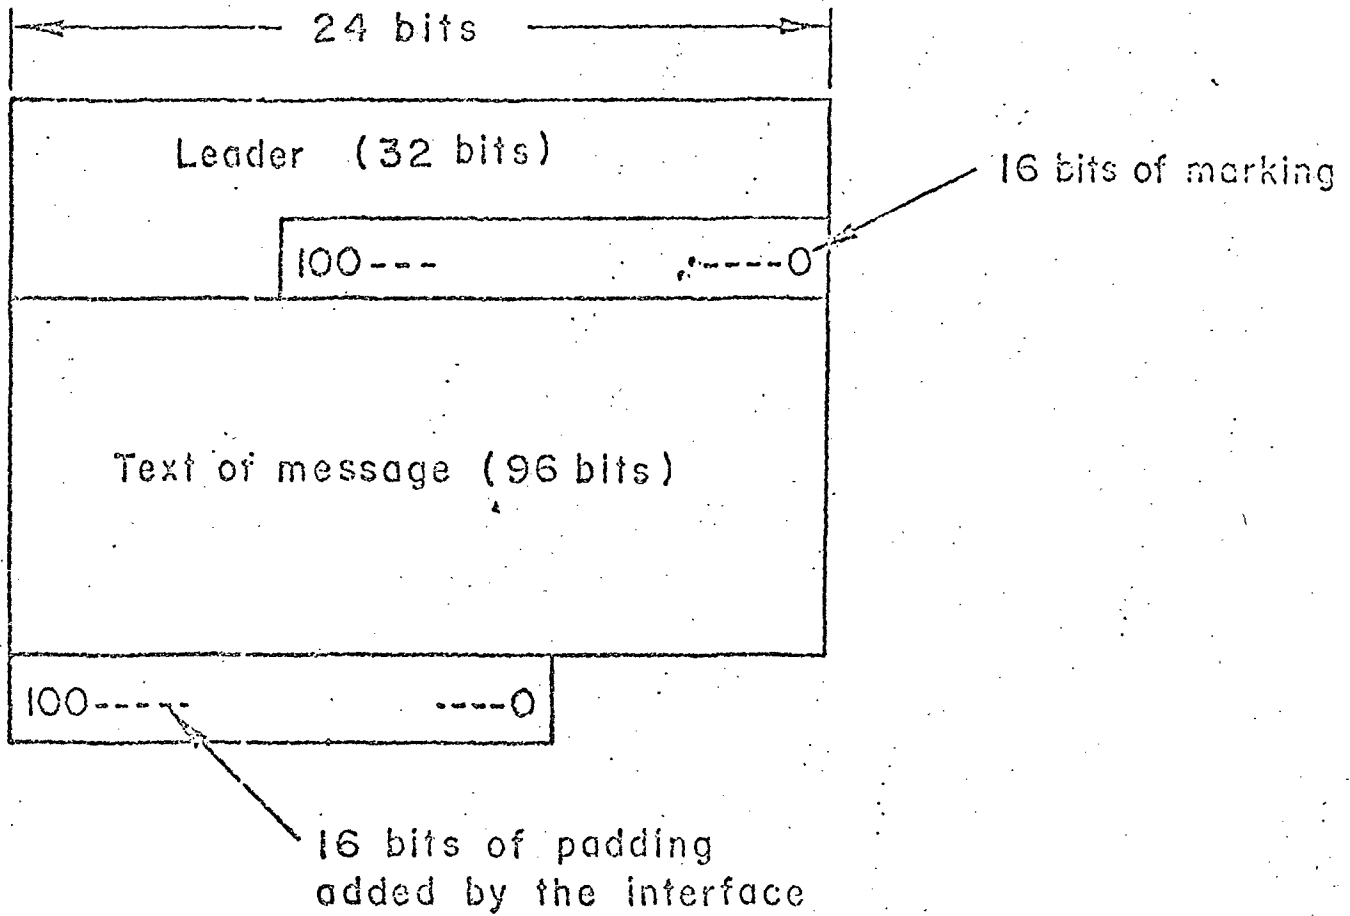 24 bits
Leader (32 bits)
16 bits of marking
100--- -----0
Text of message (96 bits)
100----- ----0
16 bits of padding
added by the interface